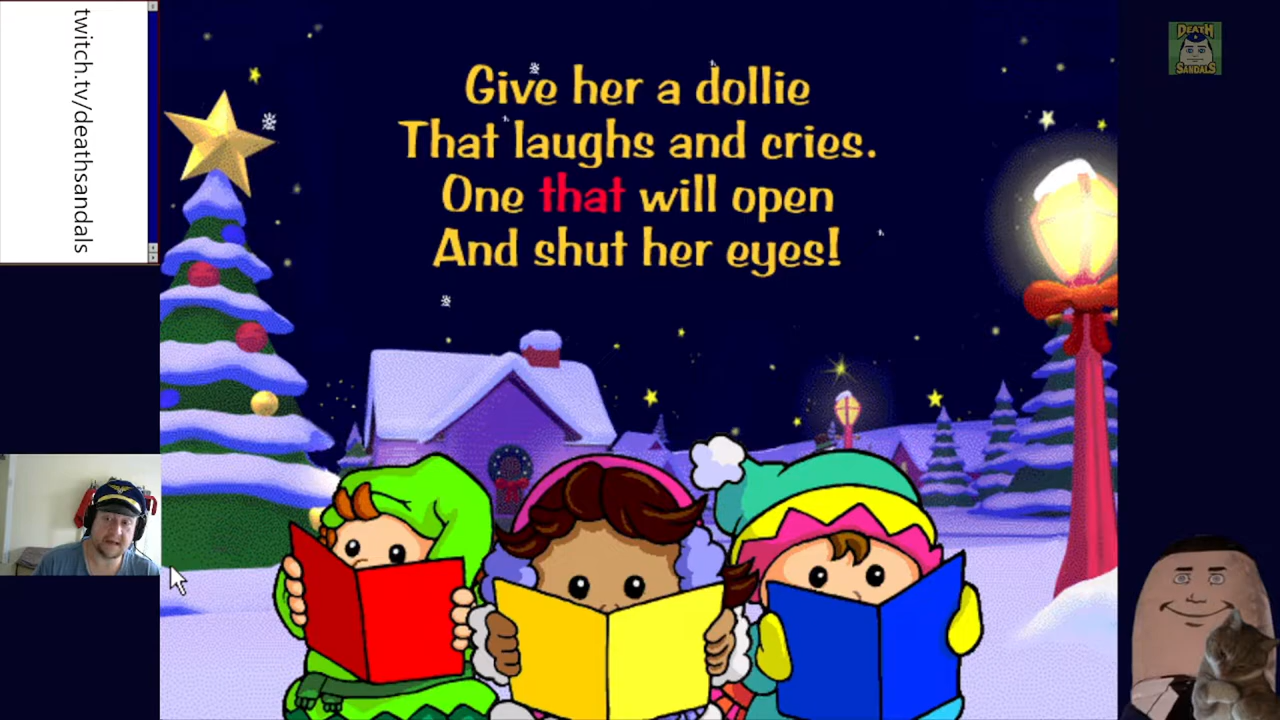 twitch.tv/deathsandals
Give her a dollie
That laughs and cries.
One that will open
And shut her eyes!
DEATH
SANDALS